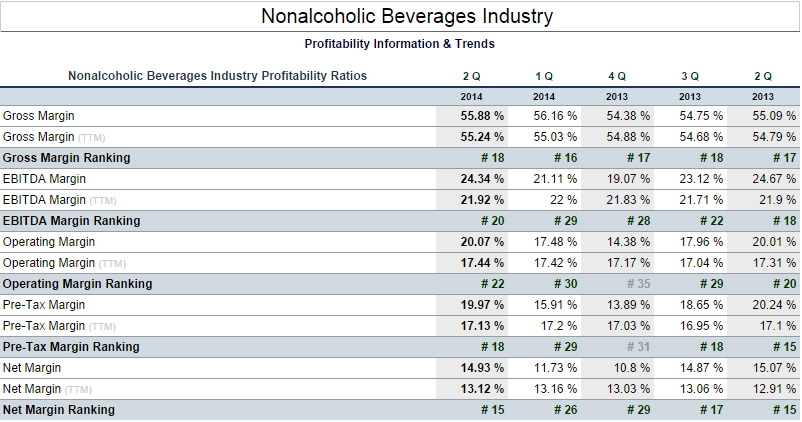 Nonalcoholic Beverages Industry
Profitability Information & Trends
Nonalcoholic Beverages Industry Profitability Ratios 2 Q 1 Q 4 Q 3 Q 2 Q
2014 2014 2013 2013 2013
Gross Margin 55.88 % 56.16 % 54.38 % 54.75 % 55.09 %
Gross Margin (TTM) 55.24 % 55.03 % 54.88 % 54.68 % 54.79 %
Gross Margin Ranking # 18 # 16 # 17 # 18 # 17
EBITDA Margin 24.34 % 21.11 % 19.07 % 23.12 % 24.67 %
EBITDA Margin (TTM) 21.92 % 22 % 21.83 % 21.71 % 21.9 %
EBITDA Margin Ranking # 20 # 29 # 28 # 22 # 18
Operating Margin 20.07 % 17.48 % 14.38 % 17.96 % 20.01 %
Operating Margin (TTM) 17.44 % 17.42 % 17.17 % 17.04 % 17.31 %
Operating Margin Ranking # 22 # 30 # 35 # 29 # 20
Pre-Tax Margin 19.97 % 15.91 % 13.89 % 18.65 % 20.24 %
Pre-Tax Margin (TTM) 17.13 % 17.2 % 17.03 % 16.95 % 17.1 %
Pre-Tax Margin Ranking # 18 # 29 # 31 # 18 # 15
Net Margin 14.93 % 11.73 % 10.8 % 14.87 % 15.07 %
Net Margin (TTM) 13.12 % 13.16 % 13.03 % 13.06 % 12.91 %
Net Margin Ranking # 15 # 26 # 29 # 17 # 15